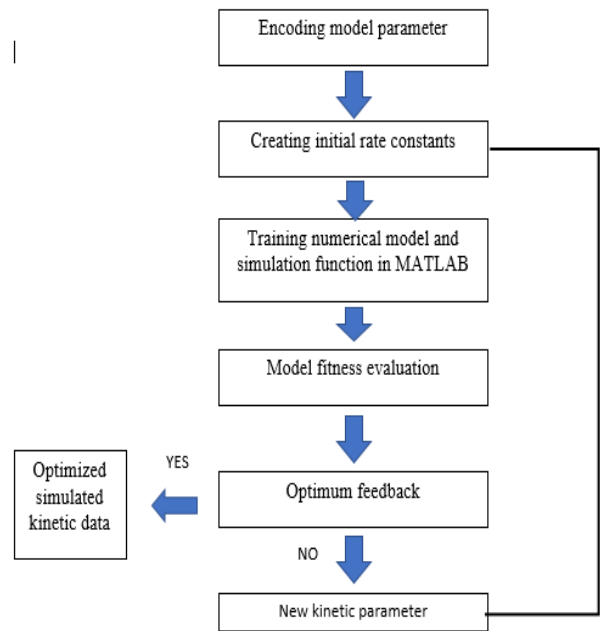 Encoding model parameter
Creating initial rate constants
Training numerical model and
simulation function in MATLAB
Model fitness evaluation
YES
Optimized
simulated
kinetic data
Optimum feedback
NO
New kinetic parameter